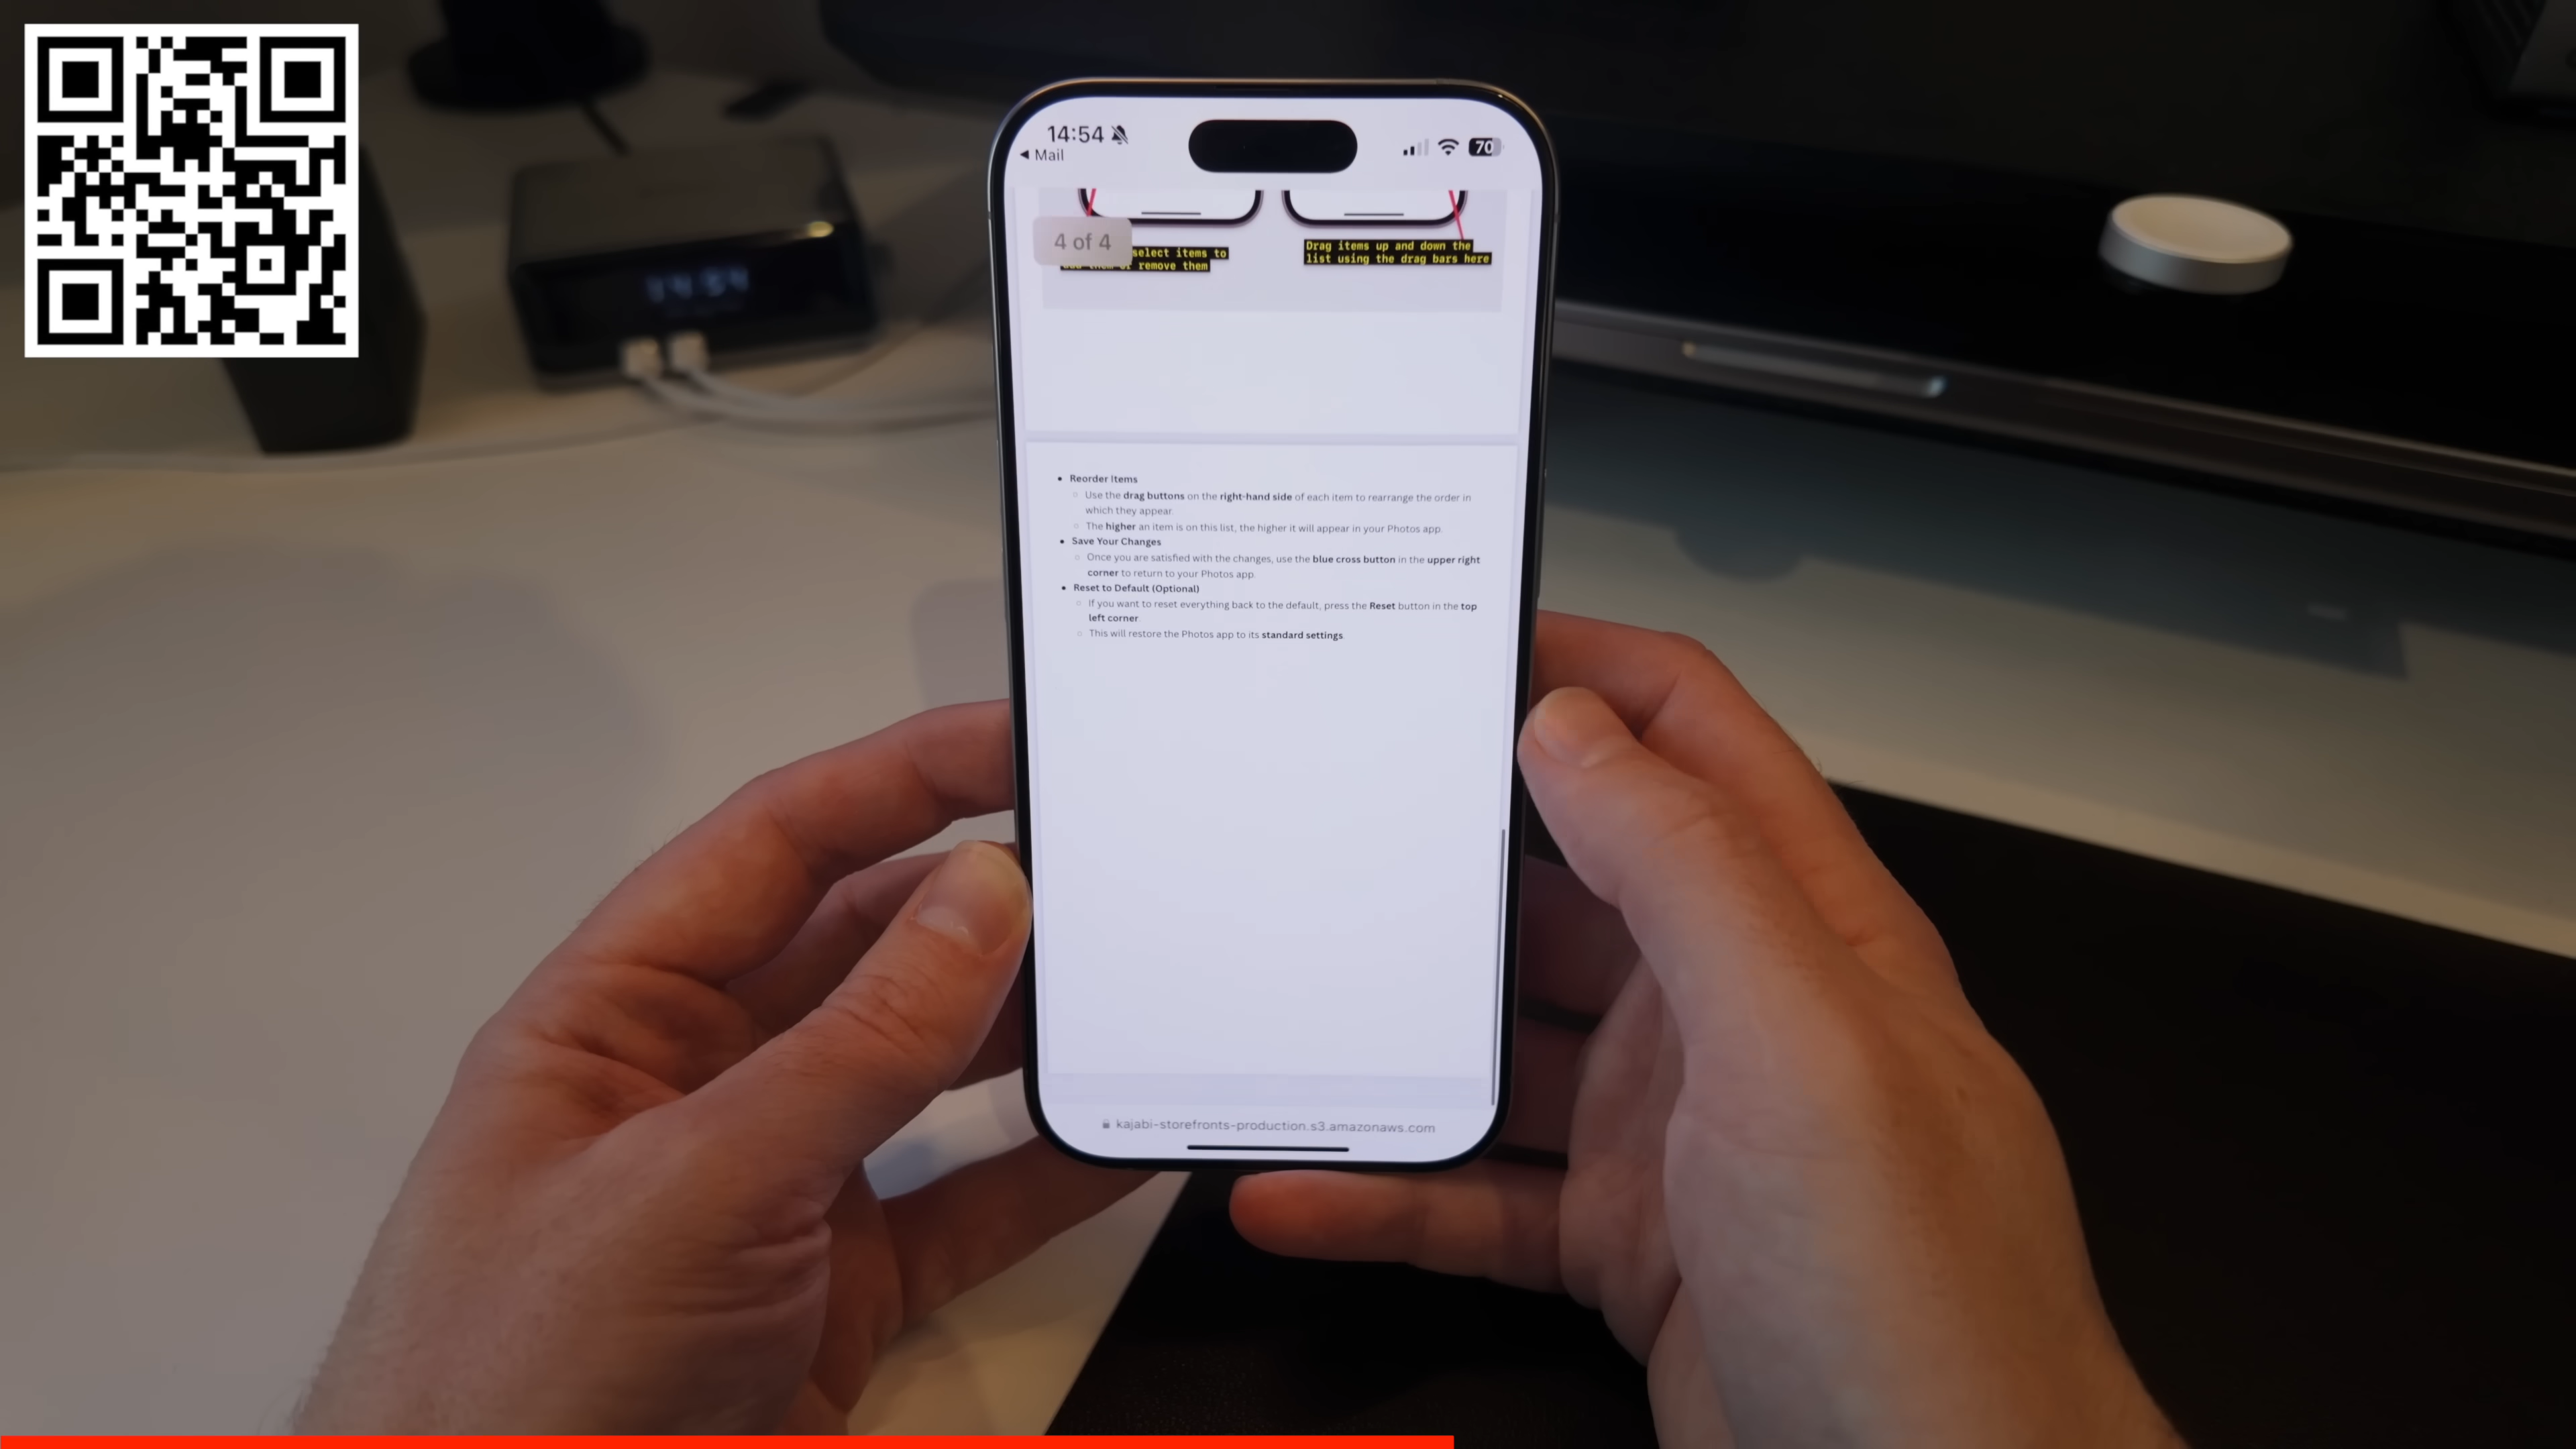 14:54
◀ Mail
70
4 of 4
select items to
or remove them
Drag items up and down the
list using the drag bars here
• Reorder Items
○ Use the drag buttons on the right-hand side of each item to rearrange the order in
which they appear.
○ The higher an item is on this list, the higher it will appear in your Photos app.
• Save Your Changes
○ Once you are satisfied with the changes, use the blue cross button in the upper right
corner to return to your Photos app.
• Reset to Default (Optional)
○ If you want to reset everything back to the default, press the Reset button in the top
left corner.
○ This will restore the Photos app to its standard settings.
kajabi-storefronts-production.s3.amazonaws.com